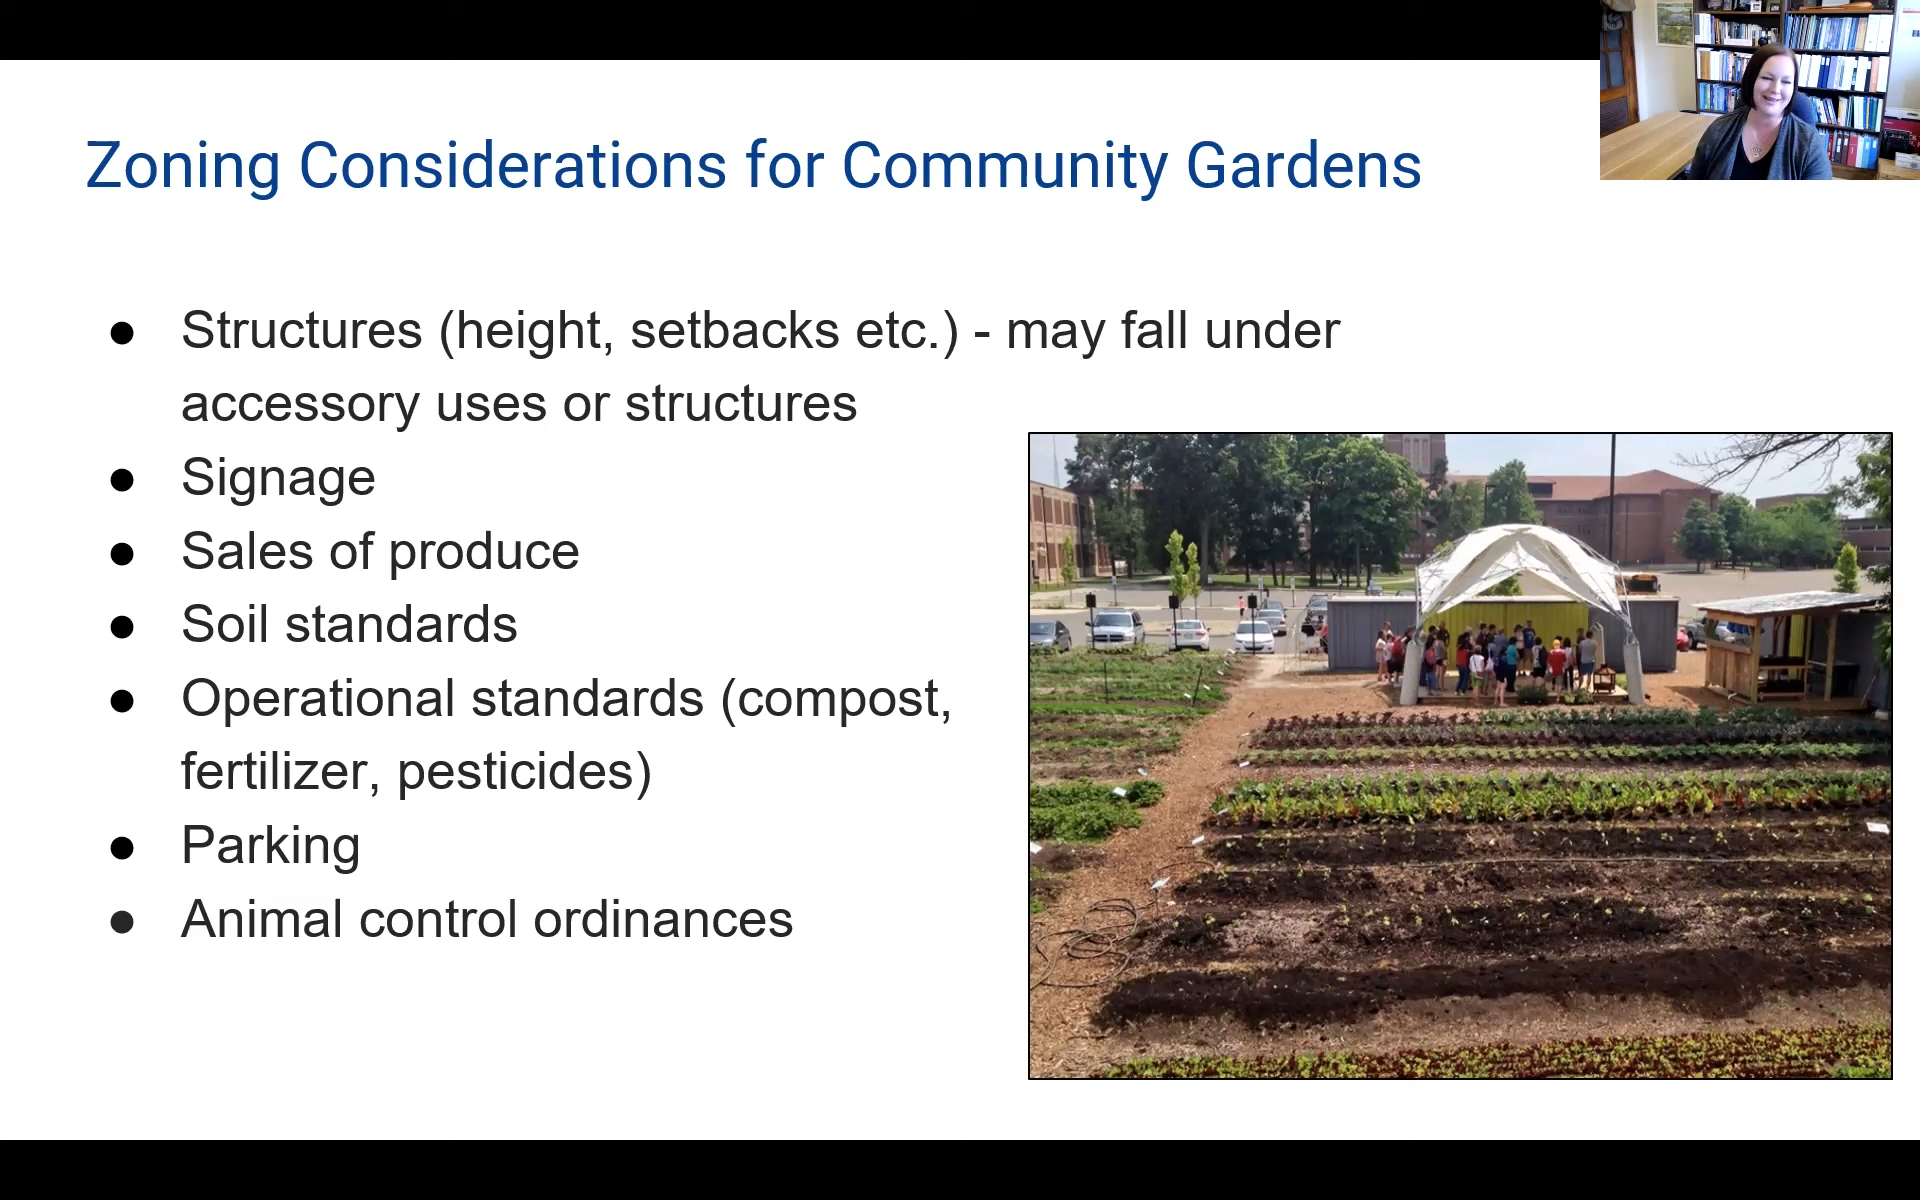 Zoning Considerations for Community Gardens
● Structures (height, setbacks etc.) - may fall under
accessory uses or structures
● Signage
● Sales of produce
● Soil standards
● Operational standards (compost,
fertilizer, pesticides)
● Parking
● Animal control ordinances